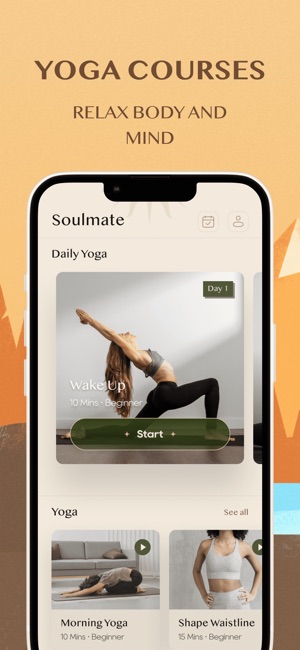 YOGA COURSES
RELAX BODY AND
MIND
Soulmate
Daily Yoga
Day 1
Wake Up
10 Mins • Beginner
Start
Yoga
See all
Morning Yoga
Shape Waistline
10 Mins • Beginner
15 Mins • Beginner